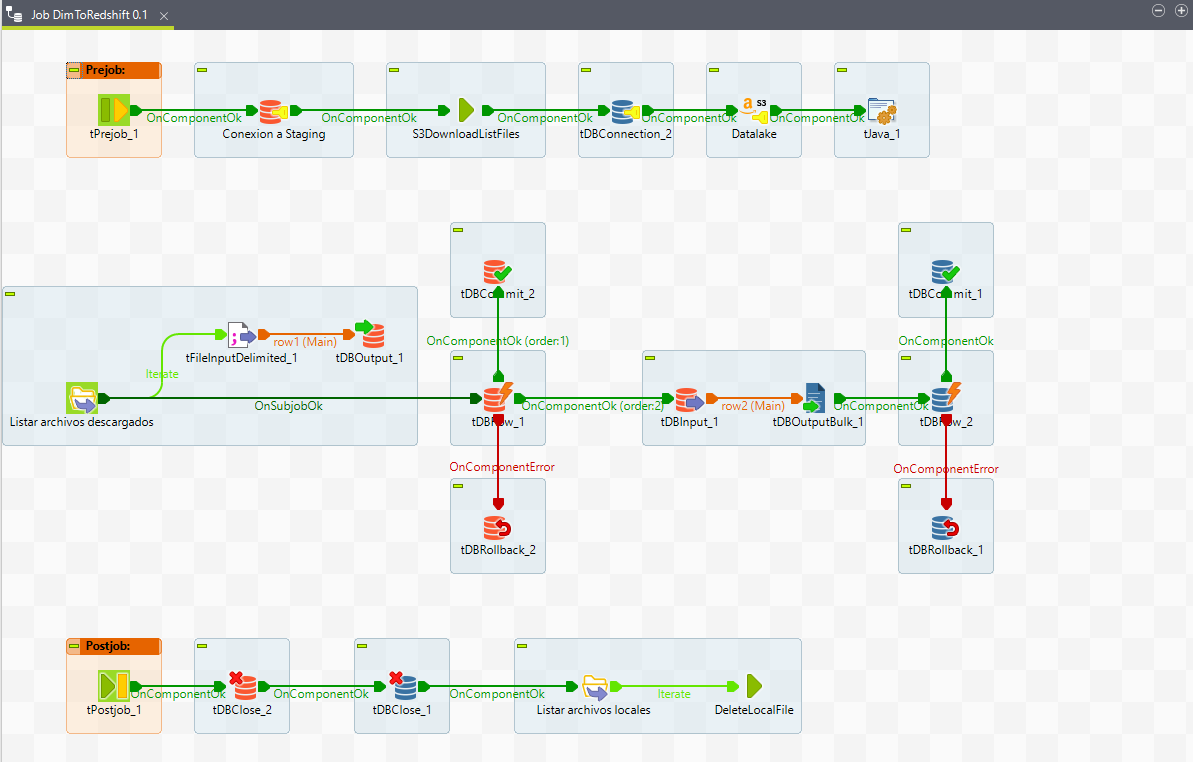 Job DimToRedshift 0.1
Prejob:
OnComponentOk
OnComponentOk
OnComponentOk
OnComponentOk
OnComponentOk
tPrejob_1
Conexion a Staging
S3DownloadListFiles
tDBConnection_2
S3
Datalake
tJava_1
tDBCommit_2
tDBCommit_1
OnComponentOk (order:1)
OnComponentOk
row1 (Main)
tFileInputDelimited_1
tDBOutput_1
Iterate
OnSubjobOk
OnComponentOk (order:2)
row2 (Main)
OnComponentOk
Listar archivos descargados
tDBRow_1
tDBInput_1
tDBOutputBulk_1
tDBRow_2
OnComponentError
OnComponentError
tDBRollback_2
tDBRollback_1
Postjob:
OnComponentOk
OnComponentOk
OnComponentOk
Iterate
tPostjob_1
tDBClose_2
tDBClose_1
Listar archivos locales
DeleteLocalFile